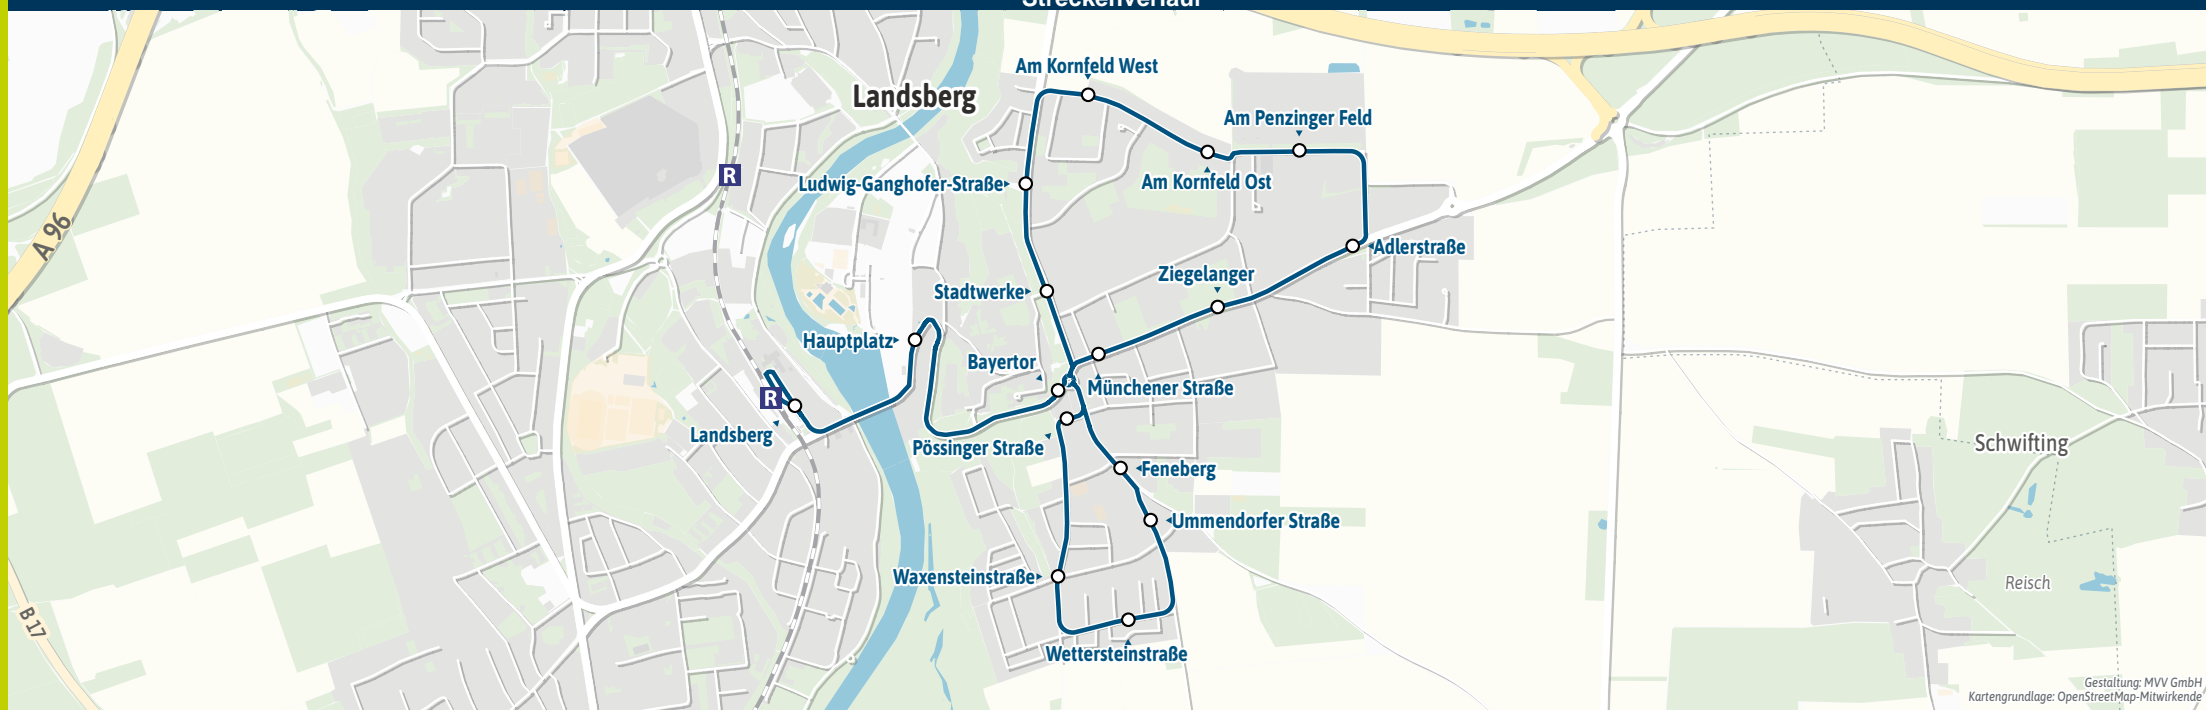 Streckenverlauf
Am Kornfeld West
Landsberg
Am Penzinger Feld
R
Ludwig-Ganghofer-Straße
Am Kornfeld Ost
A 96
Adlerstraße
Ziegelanger
Stadtwerke
Hauptplatz
Bayertor
Münchener Straße
R
Landsberg
Pössinger Straße
Schwifting
Feneberg
Ummendorfer Straße
Waxensteinstraße
Reisch
B 17
Wettersteinstraße
Gestaltung: MVV GmbH
Kartengrundlage: OpenStreetMap-Mitwirkende